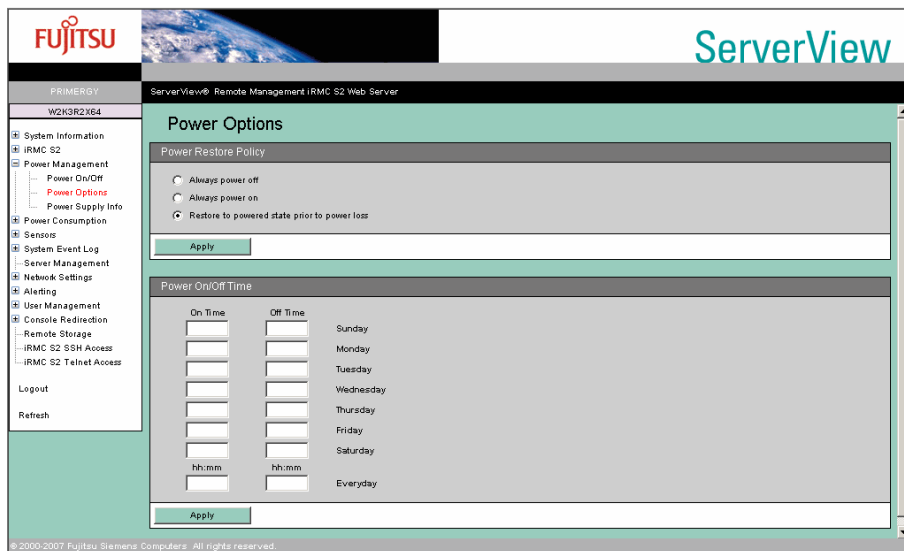 FUJITSU
ServerView
PRIMERGY
ServerView® Remote Management iRMC S2 Web Server
W2K3R2X64
System Information
iRMC S2
Power Management
Power On/Off
Power Options
Power Supply Info
Power Consumption
Sensors
System Event Log
Server Management
Network Settings
Alerting
User Management
Console Redirection
Remote Storage
iRMC S2 SSH Access
iRMC S2 Telnet Access
Logout
Refresh
Power Options
Power Restore Policy
Always power off
Always power on
Restore to powered state prior to power loss
Apply
Power On/Off Time
On Time Off Time
Sunday
Monday
Tuesday
Wednesday
Thursday
Friday
Saturday
hh:mm hh:mm
Everyday
Apply
© 2000-2007 Fujitsu Siemens Computers All rights reserved.